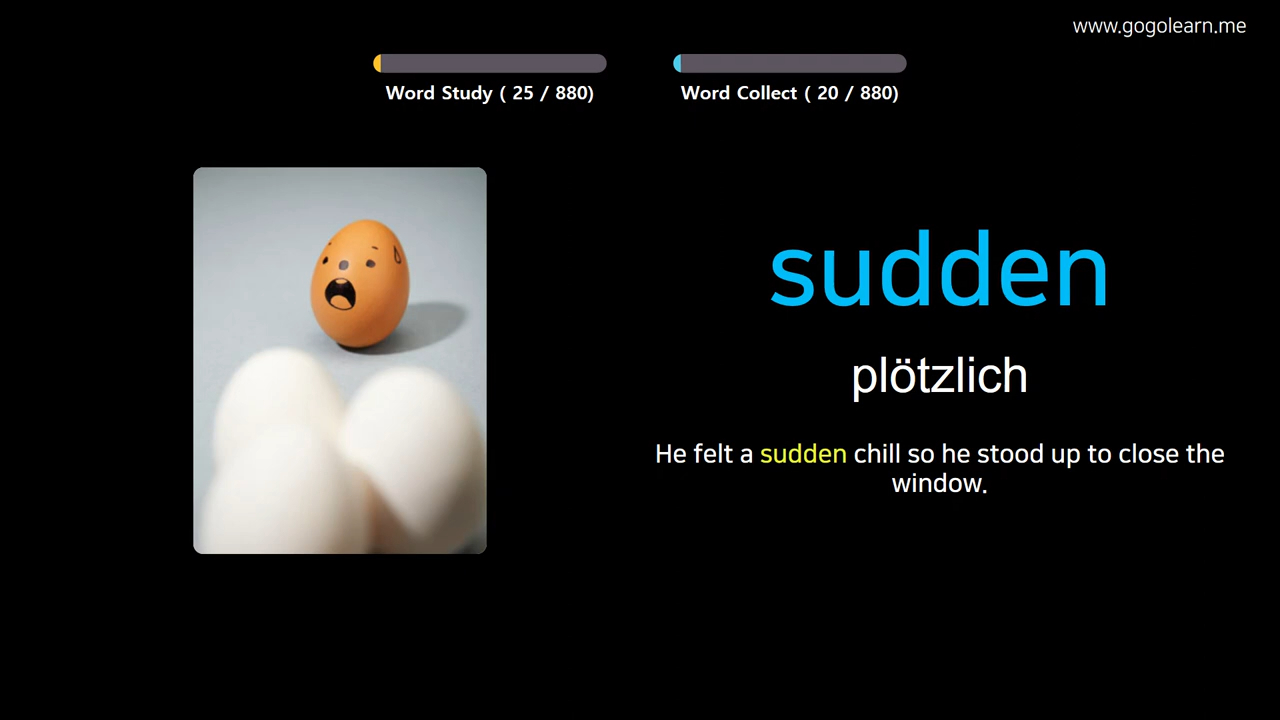 www.gogolearn.me
Word Study ( 25 / 880)
Word Collect ( 20 / 880)
sudden
plötzlich
He felt a sudden chill so he stood up to close the
window.